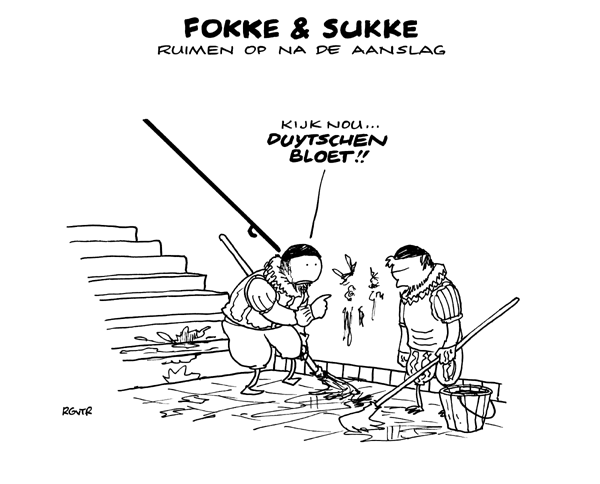 FOKKE & SUKKE
RUIMEN OP NA DE AANSLAG
KIJK NOU...
DUYTSCHEN
BLOET!!
RGVTR